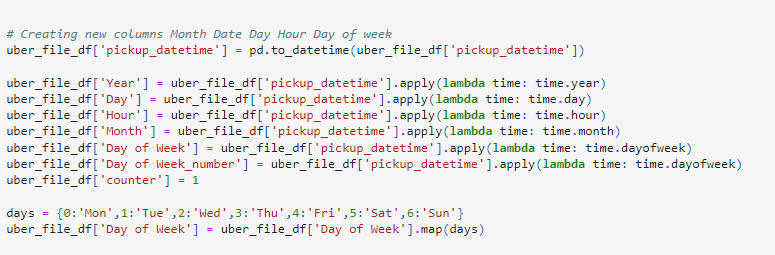 # Creating new columns Month Date Day Hour Day of week
uber_file_df['pickup_datetime'] = pd.to_datetime(uber_file_df['pickup_datetime'])
uber_file_df['Year'] = uber_file_df['pickup_datetime'].apply(lambda time: time.year)
uber_file_df['Day'] = uber_file_df['pickup_datetime'].apply(lambda time: time.day)
uber_file_df['Hour'] = uber_file_df['pickup_datetime'].apply(lambda time: time.hour)
uber_file_df['Month'] = uber_file_df['pickup_datetime'].apply(lambda time: time.month)
uber_file_df['Day of Week'] = uber_file_df['pickup_datetime'].apply(lambda time: time.dayofweek)
uber_file_df['Day of Week_number'] = uber_file_df['pickup_datetime'].apply(lambda time: time.dayofweek)
uber_file_df['counter'] = 1
days = {0:'Mon',1:'Tue',2:'Wed',3:'Thu',4:'Fri',5:'Sat',6:'Sun'}
uber_file_df['Day of Week'] = uber_file_df['Day of Week'].map(days)